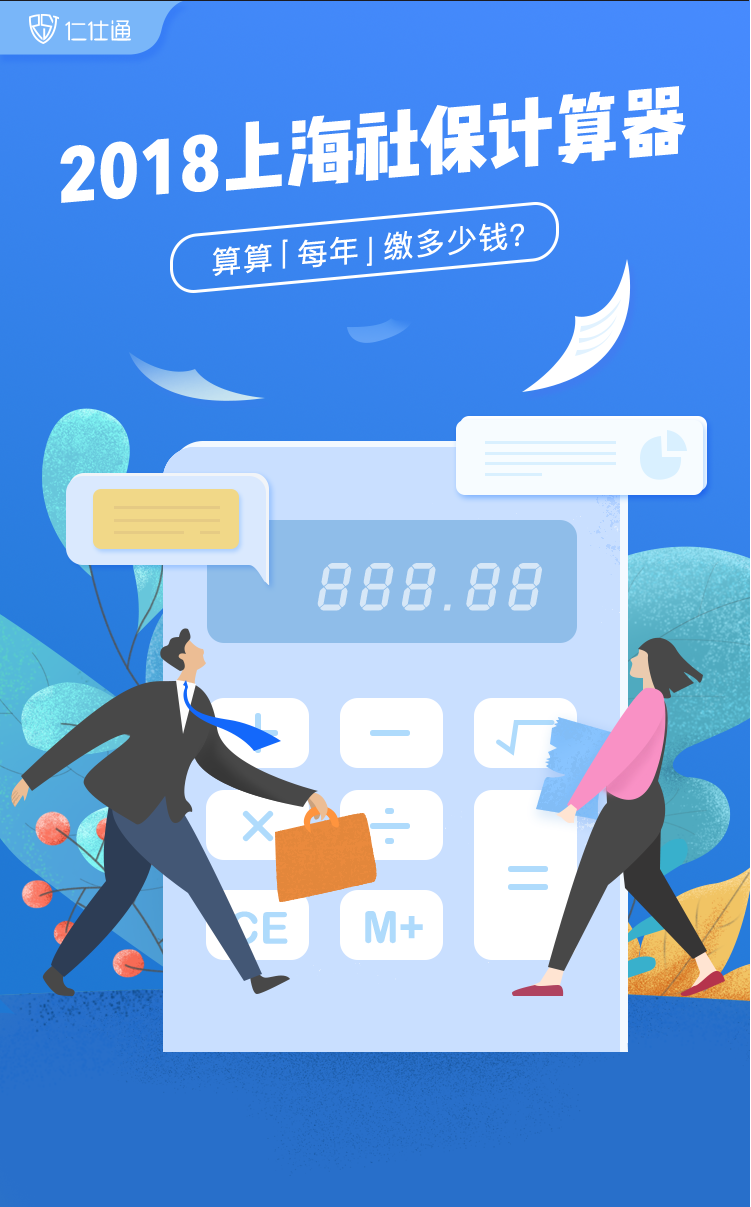 仁仕通
2018上海社保计算器
算算「每年」缴多少钱?
888.88
+ − √
× ÷ =
CE M+